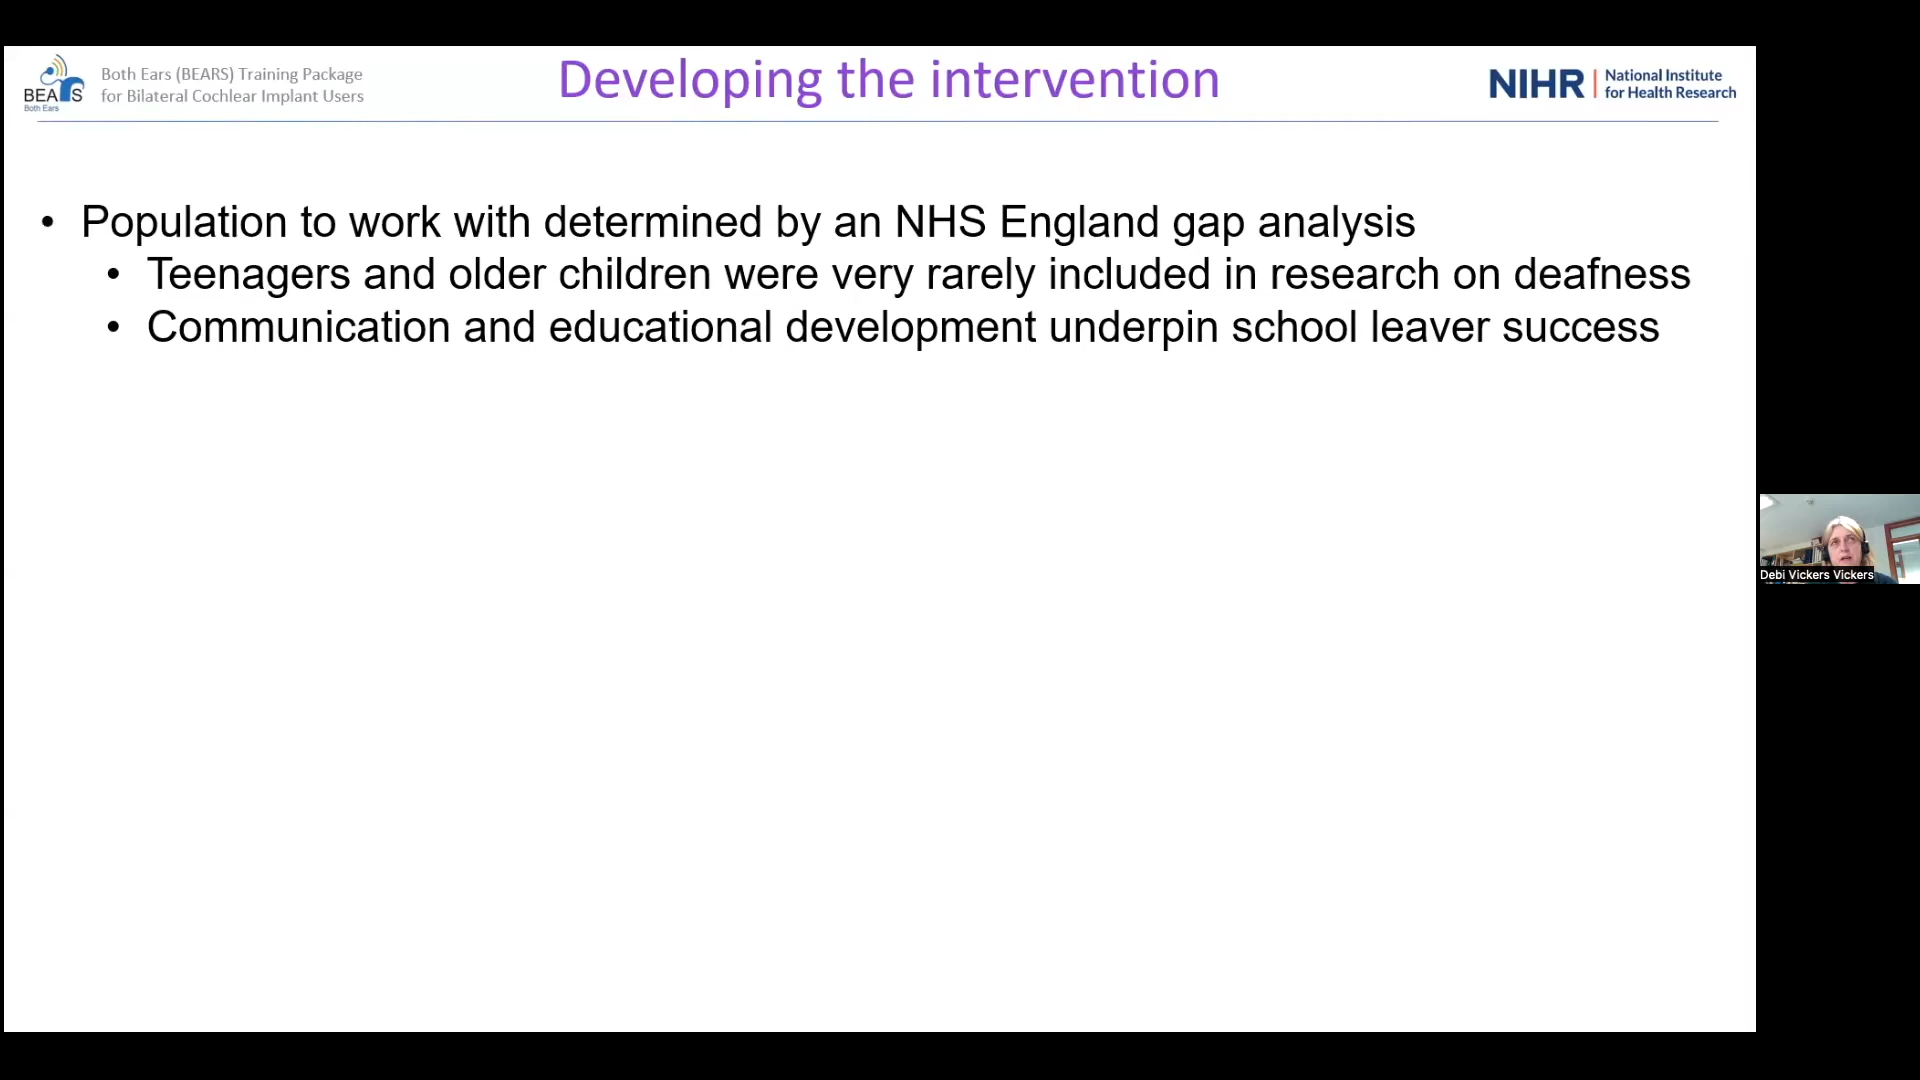 BEARS
Both Ears
Both Ears (BEARS) Training Package
for Bilateral Cochlear Implant Users
Developing the intervention
NIHR | National Institute
for Health Research
• Population to work with determined by an NHS England gap analysis
• Teenagers and older children were very rarely included in research on deafness
• Communication and educational development underpin school leaver success
Debi Vickers Vickers